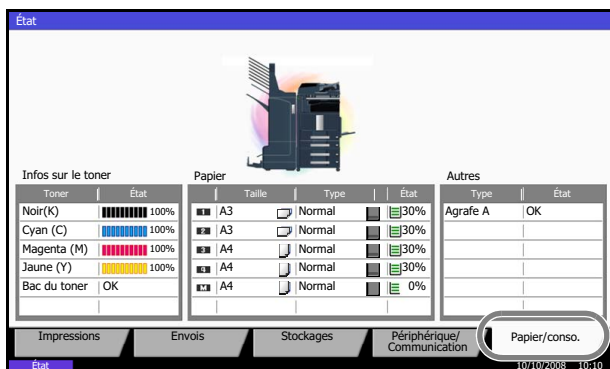 État
Infos sur le toner
Toner État
Noir(K) 100%
Cyan (C) 100%
Magenta (M) 100%
Jaune (Y) 100%
Bac du toner OK
Papier
Taille Type État
1 A3 Normal 30%
2 A3 Normal 30%
3 A4 Normal 30%
4 A4 Normal 30%
M A4 Normal 0%
Autres
Type État
Agrafe A OK
Impressions Envois Stockages Périphérique/ Papier/conso.
Communication
État 10/10/2008 10:10